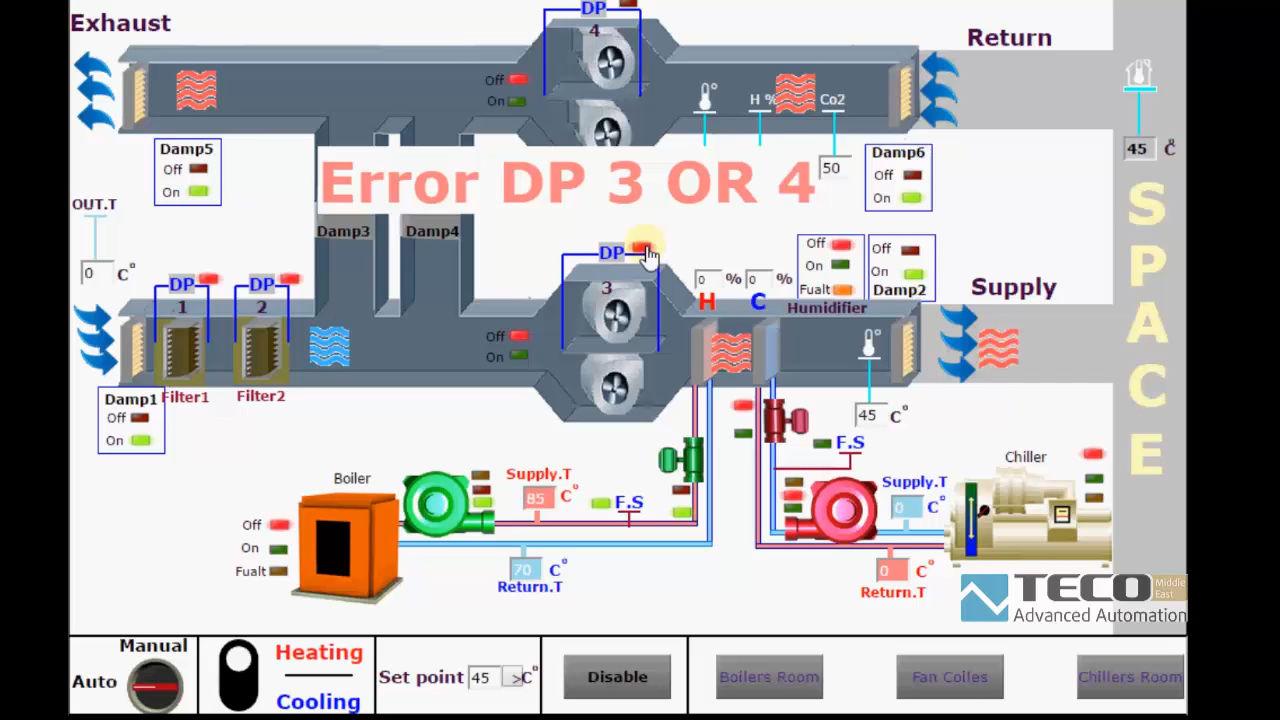 Exhaust
DP
4
Return
Off
On
H %
Co2
45 C°
Damp5
Off
On
Error DP 3 OR 4
50
Damp6
Off
On
SPACE
OUT.T
0 C°
Damp3
Damp4
DP
3
DP
1
DP
2
0 %
0 %
H
C
Off
On
Fualt
Humidifier
Off
On
Damp2
Supply
Off
On
Filter1
Filter2
Damp1
Off
On
45 C°
Boiler
Off
On
Fualt
Supply.T
85 C°
F.S
70 C°
Return.T
F.S
Supply.T
0 C°
0 C°
Return.T
Chiller
TECO Middle East
Advanced Automation
Manual
Auto
Heating
Cooling
Set point 45 > C°
Disable
Boilers Room
Fan Coiles
Chillers Room